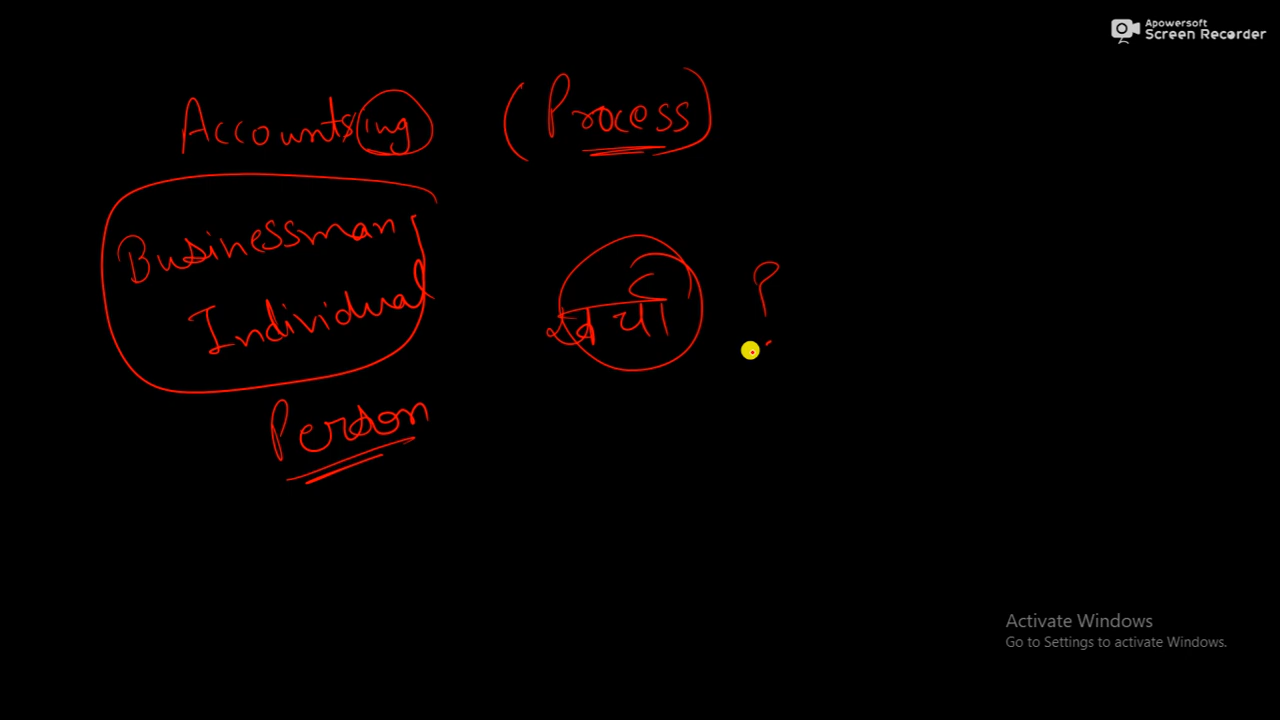 Apowersoft
Screen Recorder
Accounting (Process)
Businessman
Individual
खर्चा ?
Person
Activate Windows
Go to Settings to activate Windows.